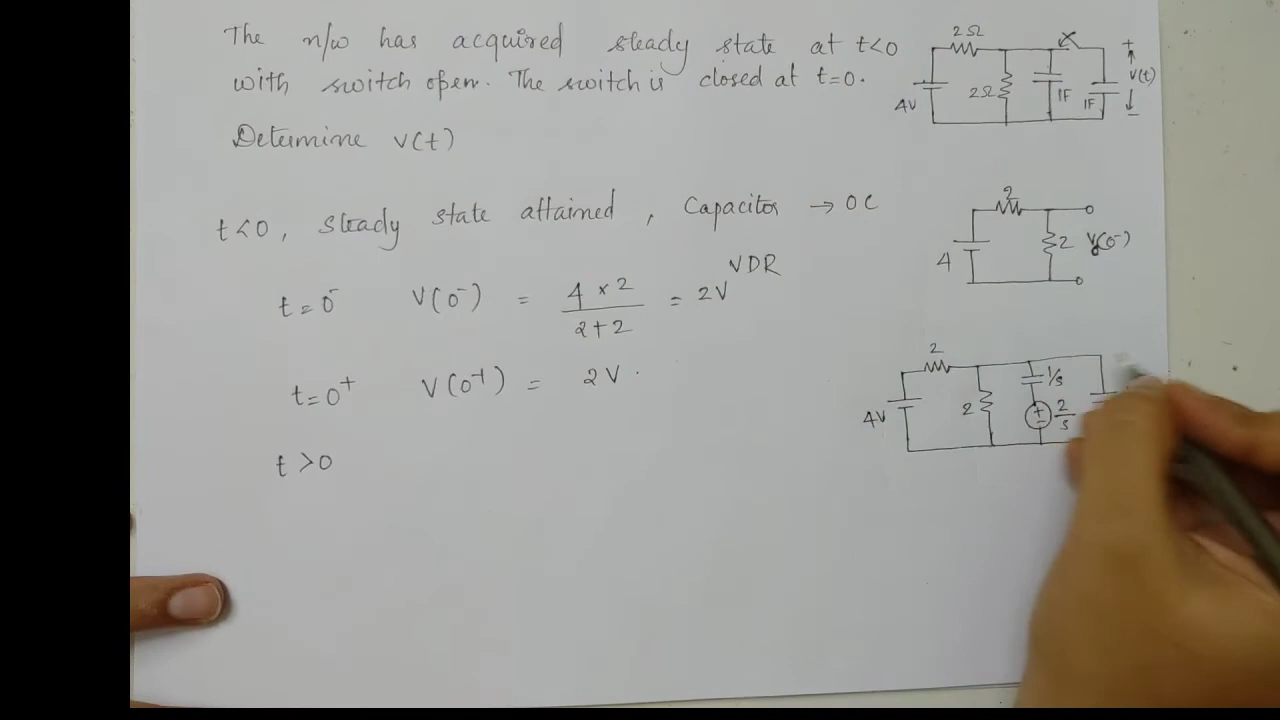 The n/w has acquired steady state at t<0
with switch open. The switch is closed at t=0.
Determine v(t)
2Ω
2Ω
4V
1F
1F
+
v(t)
−
t<0, steady state attained, Capacitor → OC
2
4
2
V(0⁻)
t = 0⁻ V(0⁻) = 4 × 2 / 2 + 2 = 2V VDR
t = 0⁺ V(0⁺) = 2V.
t > 0
2
4V
2
1/s
+
−
2/s